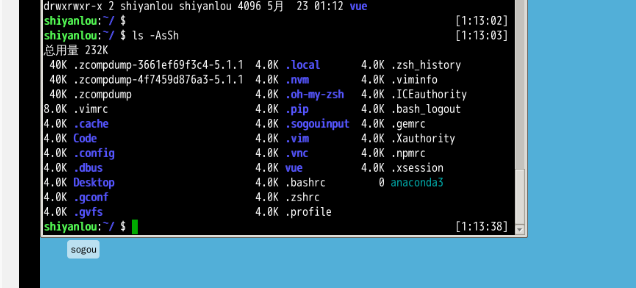 drwxrwxr-x 2 shiyanlou shiyanlou 4096 5月  23 01:12 vue
shiyanlou:~/ $ [1:13:02]
shiyanlou:~/ $ ls -AsSh [1:13:03]
总用量 232K
 40K .zcompdump-3661ef69f3c4-5.1.1  4.0K .local  4.0K .zsh_history
 40K .zcompdump-4f7459d876a3-5.1.1  4.0K .nvm  4.0K .viminfo
 40K .zcompdump  4.0K .oh-my-zsh  4.0K .ICEauthority
8.0K .vimrc  4.0K .pip  4.0K .bash_logout
4.0K .cache  4.0K .sogouinput  4.0K .gemrc
4.0K Code  4.0K .vim  4.0K .Xauthority
4.0K .config  4.0K .vnc  4.0K .npmrc
4.0K .dbus  4.0K vue  4.0K .xsession
4.0K Desktop  4.0K .bashrc  0 anaconda3
4.0K .gconf  4.0K .zshrc
4.0K .gvfs  4.0K .profile
shiyanlou:~/ $ [1:13:38]
sogou